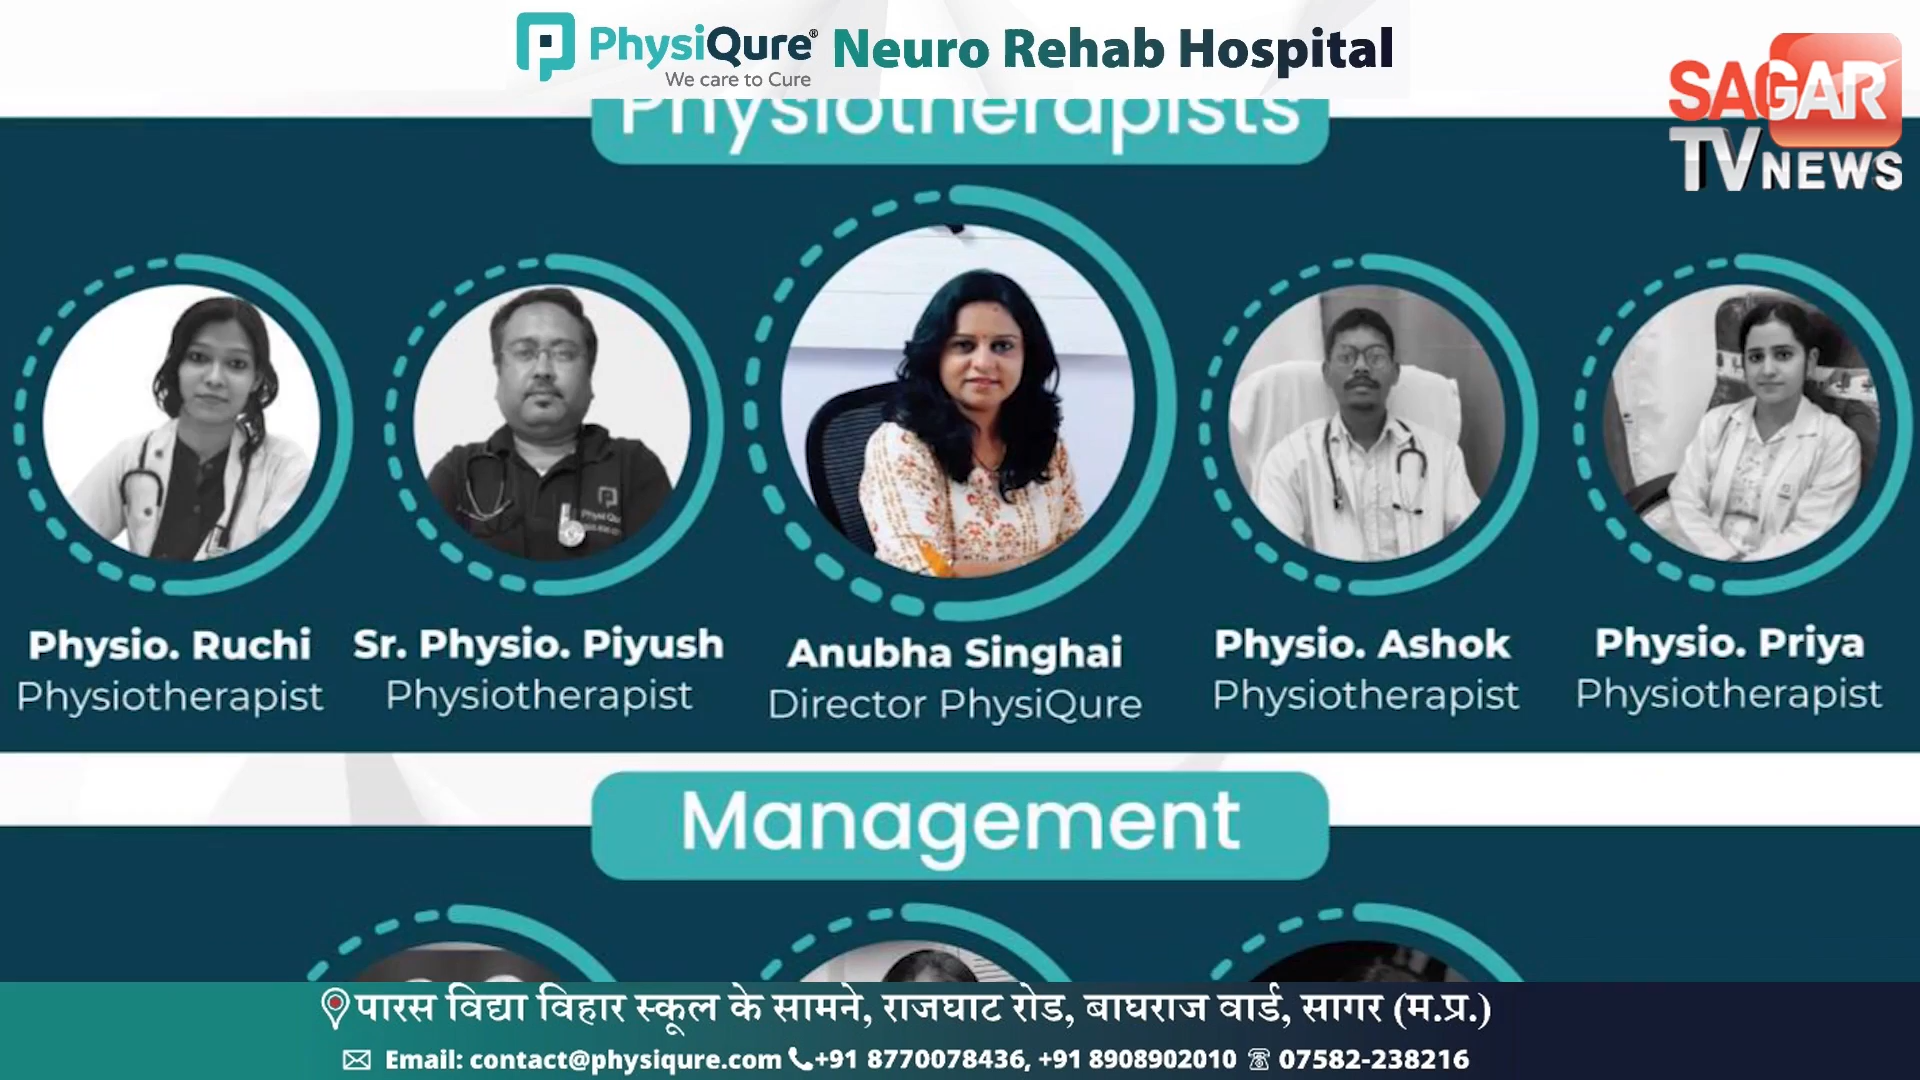 PhysiQure® Neuro Rehab Hospital
We care to Cure
SAGAR
TV NEWS
Physiotherapists
Physio. Ruchi
Physiotherapist
Sr. Physio. Piyush
Physiotherapist
Anubha Singhai
Director PhysiQure
Physio. Ashok
Physiotherapist
Physio. Priya
Physiotherapist
Management
पारस विद्या विहार स्कूल के सामने, राजघाट रोड, बाघराज वार्ड, सागर (म.प्र.)
Email: contact@physiqure.com +91 8770078436, +91 8908902010 07582-238216